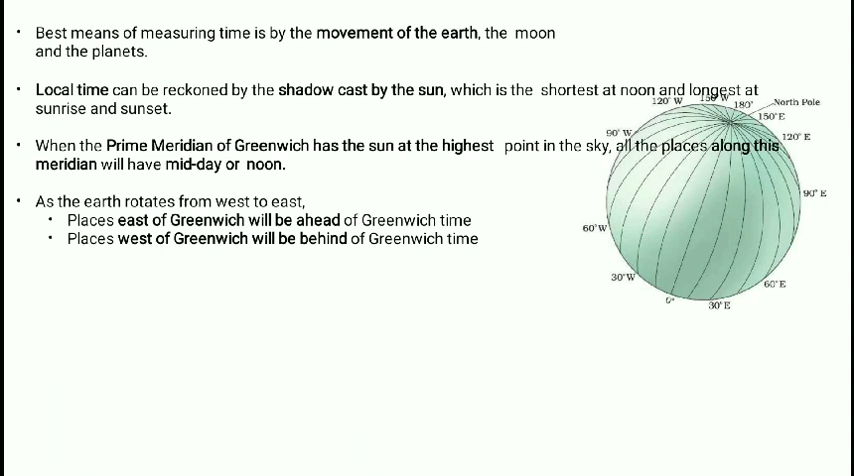 • Best means of measuring time is by the movement of the earth, the moon
and the planets.
• Local time can be reckoned by the shadow cast by the sun, which is the shortest at noon and longest at
sunrise and sunset.
• When the Prime Meridian of Greenwich has the sun at the highest point in the sky, all the places along this
meridian will have mid-day or noon.
• As the earth rotates from west to east,
• Places east of Greenwich will be ahead of Greenwich time
• Places west of Greenwich will be behind of Greenwich time
120° W
150° W
180°
North Pole
150° E
120° E
90° W
90° E
60° W
30° W
0°
30° E
60° E